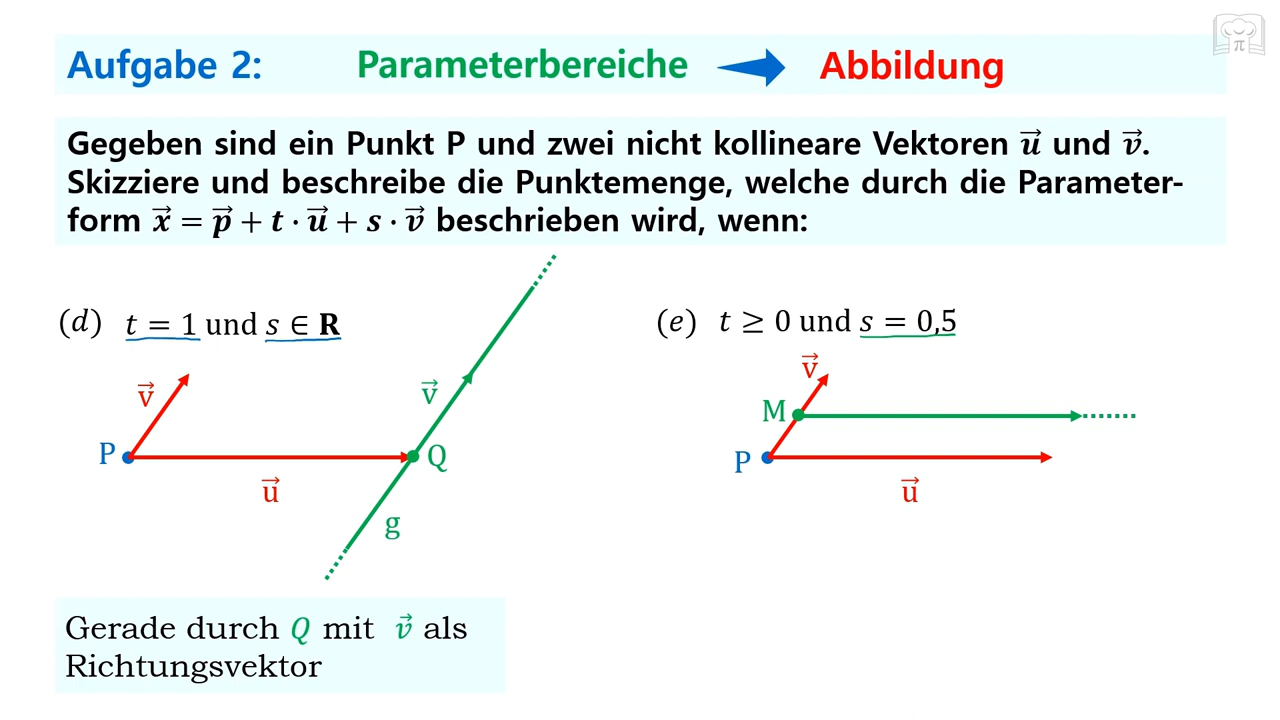 Aufgabe 2: Parameterbereiche Abbildung
Gegeben sind ein Punkt P und zwei nicht kollineare Vektoren u⃗ und v⃗.
Skizziere und beschreibe die Punktemenge, welche durch die Parameter-
form x⃗ = p⃗ + t · u⃗ + s · v⃗ beschrieben wird, wenn:
(d) t = 1 und s ∈ R
v⃗
P
u⃗
v⃗
Q
g
Gerade durch Q mit v⃗ als
Richtungsvektor
(e) t ≥ 0 und s = 0,5
v⃗
M
P
u⃗
π